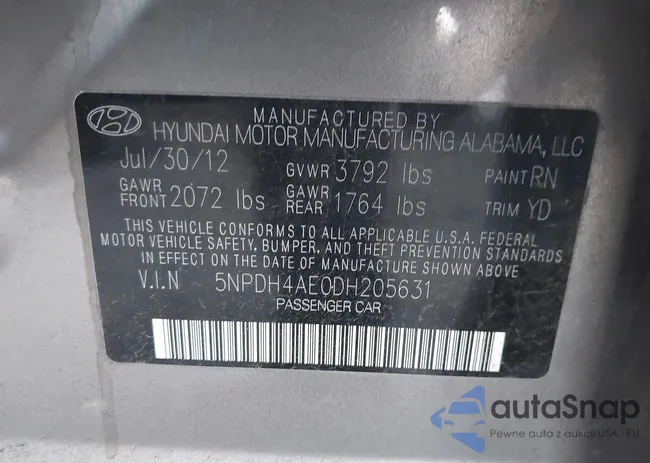 MANUFACTURED BY
HYUNDAI MOTOR MANUFACTURING ALABAMA, LLC
Jul/30/12 GVWR 3792 lbs PAINT RN
GAWR FRONT 2072 lbs GAWR REAR 1764 lbs TRIM YD
THIS VEHICLE CONFORMS TO ALL APPLICABLE U.S.A. FEDERAL
MOTOR VEHICLE SAFETY, BUMPER, AND THEFT PREVENTION STANDARDS
IN EFFECT ON THE DATE OF MANUFACTURE SHOWN ABOVE
V.I.N 5NPDH4AE0DH205631
PASSENGER CAR
autaSnap
Pewne auta z aukcji USA i EU